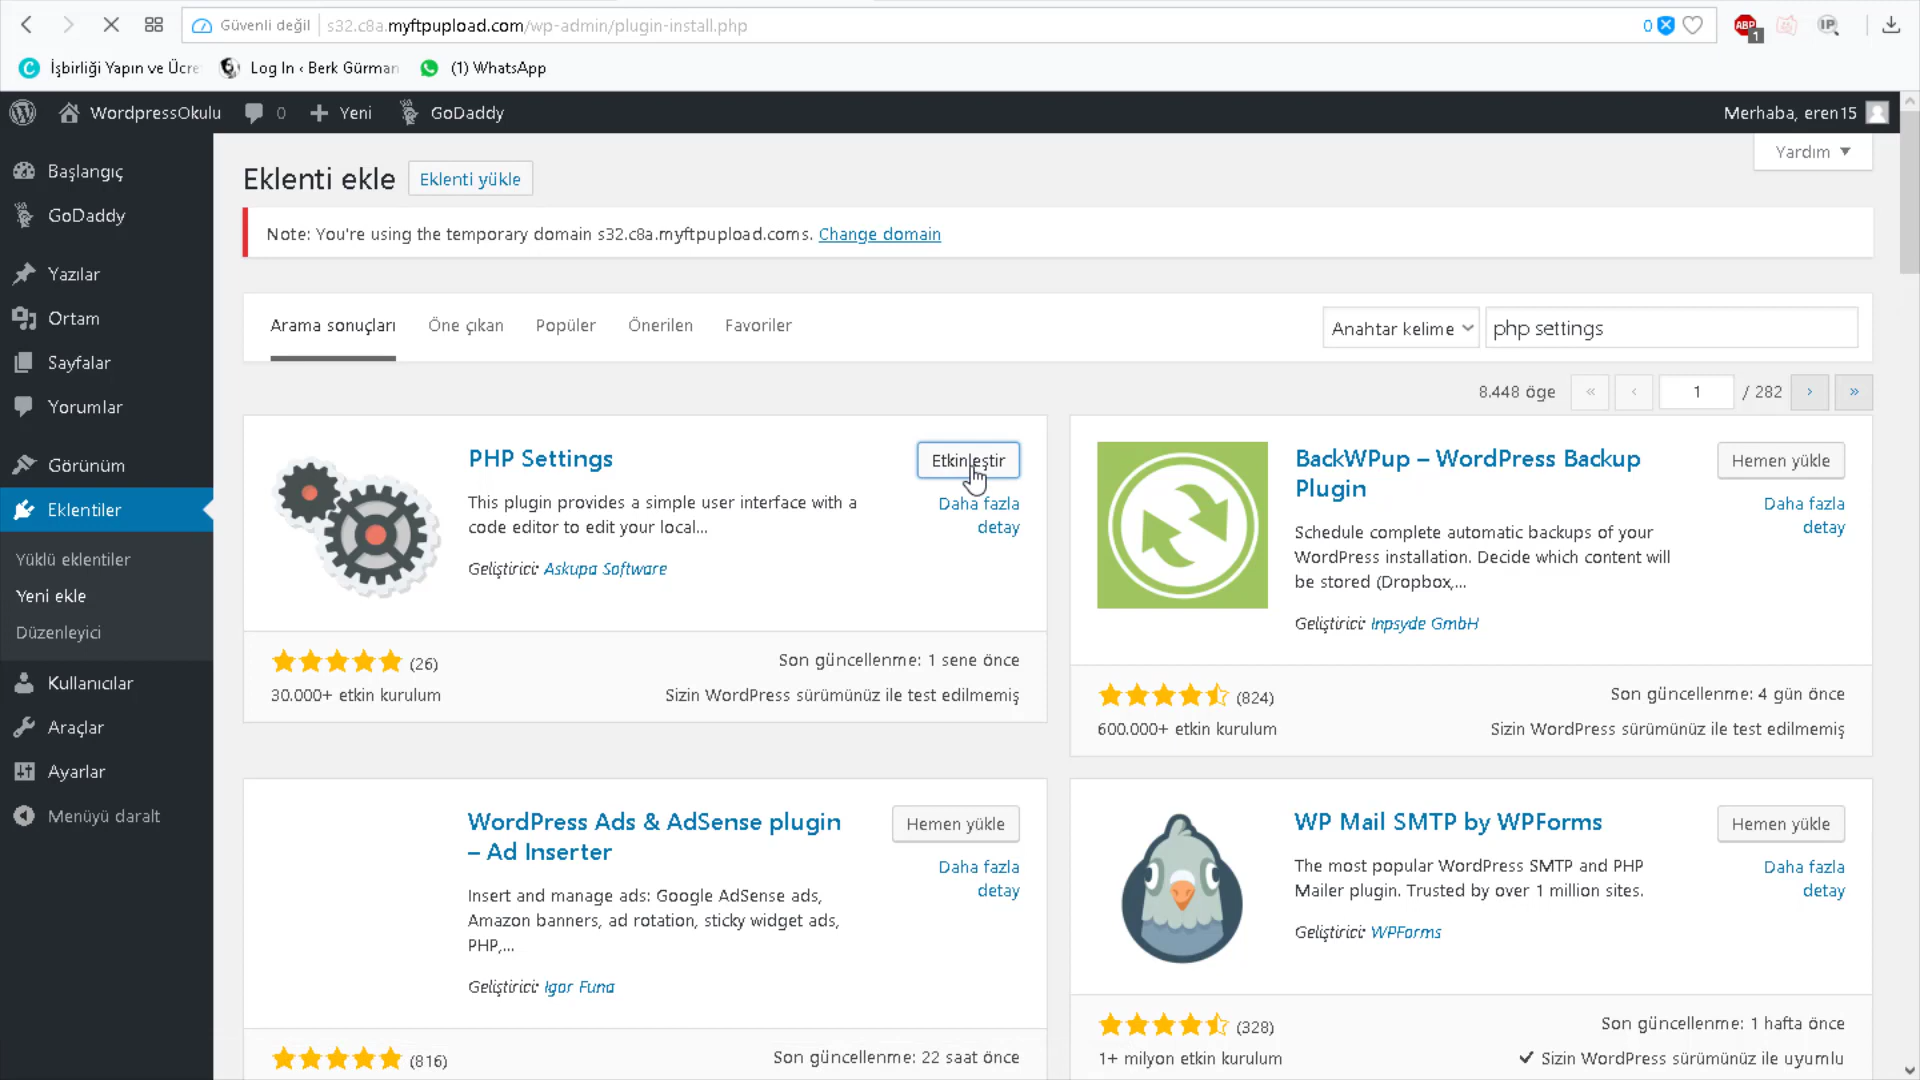 Güvenli değil
s32.c8a.myftpupload.com/wp-admin/plugin-install.php
0
ABP
1
IP
C
İşbirliği Yapın ve Ücre
Log In ‹ Berk Gürman
(1) WhatsApp
WordpressOkulu
0
Yeni
GoDaddy
Merhaba, eren15
Başlangıç
GoDaddy
Yazılar
Ortam
Sayfalar
Yorumlar
Görünüm
Eklentiler
Yüklü eklentiler
Yeni ekle
Düzenleyici
Kullanıcılar
Araçlar
Ayarlar
Menüyü daralt
Yardım
Eklenti ekle
Eklenti yükle
Note: You're using the temporary domain s32.c8a.myftpupload.coms. Change domain
Arama sonuçları
Öne çıkan
Popüler
Önerilen
Favoriler
Anahtar kelime
php settings
8.448 öge
«
‹
1
/ 282
›
»
PHP Settings
Etkinleştir
Daha fazla
detay
This plugin provides a simple user interface with a
code editor to edit your local...
Geliştirici: Askupa Software
(26)
30.000+ etkin kurulum
Son güncellenme: 1 sene önce
Sizin WordPress sürümünüz ile test edilmemiş
BackWPup – WordPress Backup
Plugin
Hemen yükle
Daha fazla
detay
Schedule complete automatic backups of your
WordPress installation. Decide which content will
be stored (Dropbox,...
Geliştirici: Inpsyde GmbH
(824)
600.000+ etkin kurulum
Son güncellenme: 4 gün önce
Sizin WordPress sürümünüz ile test edilmemiş
WordPress Ads & AdSense plugin
– Ad Inserter
Hemen yükle
Daha fazla
detay
Insert and manage ads: Google AdSense ads,
Amazon banners, ad rotation, sticky widget ads,
PHP,...
Geliştirici: Igor Funa
(816)
Son güncellenme: 22 saat önce
WP Mail SMTP by WPForms
Hemen yükle
Daha fazla
detay
The most popular WordPress SMTP and PHP
Mailer plugin. Trusted by over 1 million sites.
Geliştirici: WPForms
(328)
1+ milyon etkin kurulum
Son güncellenme: 1 hafta önce
✔ Sizin WordPress sürümünüz ile uyumlu